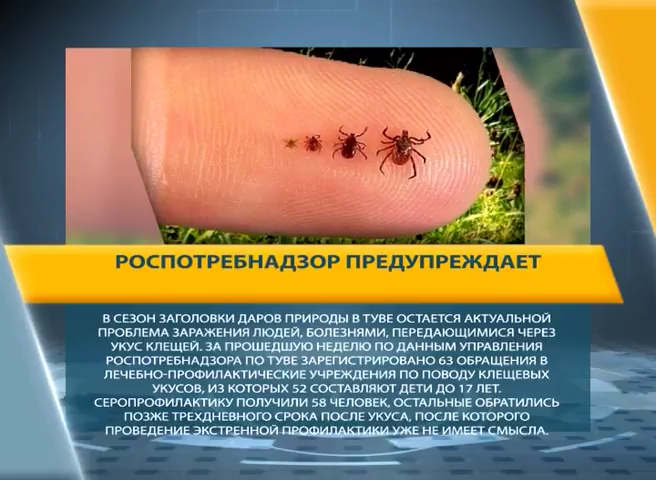 РОСПОТРЕБНАДЗОР ПРЕДУПРЕЖДАЕТ
В СЕЗОН ЗАГОЛОВКИ ДАРОВ ПРИРОДЫ В ТУВЕ ОСТАЕТСЯ АКТУАЛЬНОЙ
ПРОБЛЕМА ЗАРАЖЕНИЯ ЛЮДЕЙ, БОЛЕЗНЯМИ, ПЕРЕДАЮЩИМИСЯ ЧЕРЕЗ
УКУС КЛЕЩЕЙ. ЗА ПРОШЕДШУЮ НЕДЕЛЮ ПО ДАННЫМ УПРАВЛЕНИЯ
РОСПОТРЕБНАДЗОРА ПО ТУВЕ ЗАРЕГИСТРИРОВАНО 63 ОБРАЩЕНИЯ В
ЛЕЧЕБНО-ПРОФИЛАКТИЧЕСКИЕ УЧРЕЖДЕНИЯ ПО ПОВОДУ КЛЕЩЕВЫХ
УКУСОВ, ИЗ КОТОРЫХ 52 СОСТАВЛЯЮТ ДЕТИ ДО 17 ЛЕТ.
СЕРОПРОФИЛАКТИКУ ПОЛУЧИЛИ 58 ЧЕЛОВЕК, ОСТАЛЬНЫЕ ОБРАТИЛИСЬ
ПОЗЖЕ ТРЕХДНЕВНОГО СРОКА ПОСЛЕ УКУСА, ПОСЛЕ КОТОРОГО
ПРОВЕДЕНИЕ ЭКСТРЕННОЙ ПРОФИЛАКТИКИ УЖЕ НЕ ИМЕЕТ СМЫСЛА.